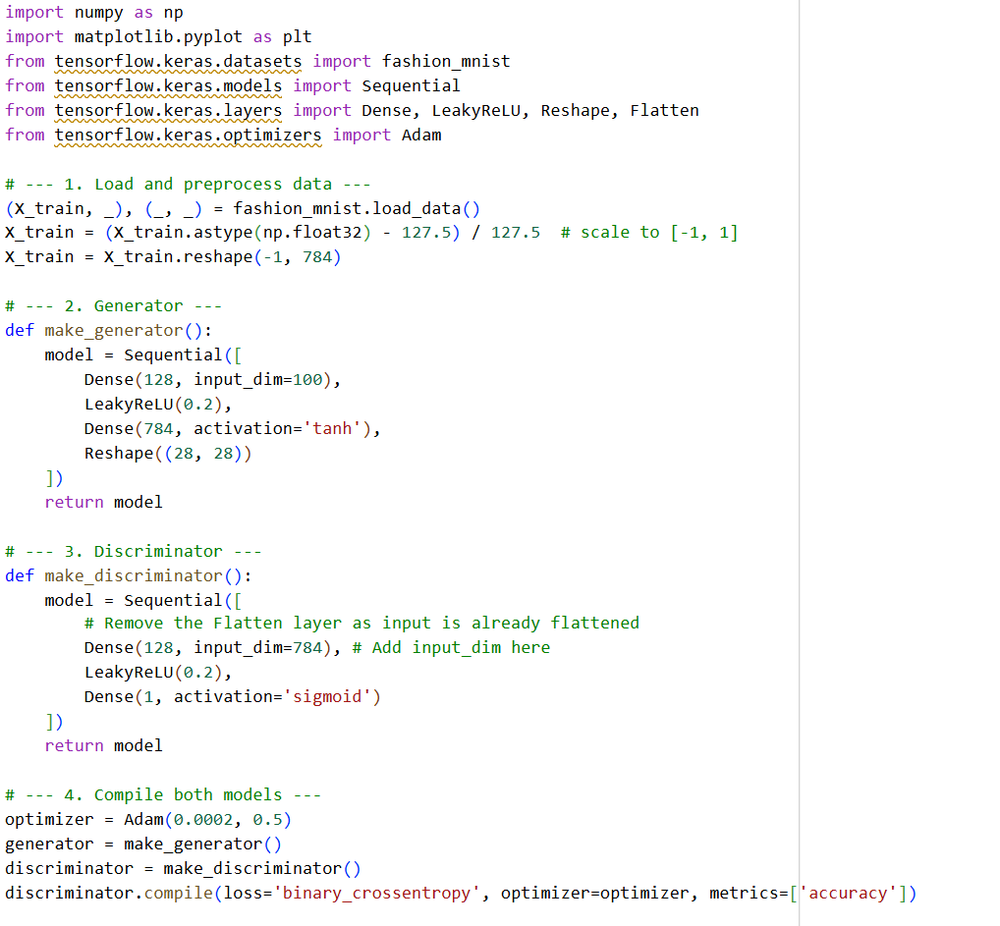 import numpy as np
import matplotlib.pyplot as plt
from tensorflow.keras.datasets import fashion_mnist
from tensorflow.keras.models import Sequential
from tensorflow.keras.layers import Dense, LeakyReLU, Reshape, Flatten
from tensorflow.keras.optimizers import Adam

# --- 1. Load and preprocess data ---
(X_train, _), (_, _) = fashion_mnist.load_data()
X_train = (X_train.astype(np.float32) - 127.5) / 127.5  # scale to [-1, 1]
X_train = X_train.reshape(-1, 784)

# --- 2. Generator ---
def make_generator():
    model = Sequential([
        Dense(128, input_dim=100),
        LeakyReLU(0.2),
        Dense(784, activation='tanh'),
        Reshape((28, 28))
    ])
    return model

# --- 3. Discriminator ---
def make_discriminator():
    model = Sequential([
        # Remove the Flatten layer as input is already flattened
        Dense(128, input_dim=784), # Add input_dim here
        LeakyReLU(0.2),
        Dense(1, activation='sigmoid')
    ])
    return model

# --- 4. Compile both models ---
optimizer = Adam(0.0002, 0.5)
generator = make_generator()
discriminator = make_discriminator()
discriminator.compile(loss='binary_crossentropy', optimizer=optimizer, metrics=['accuracy'])